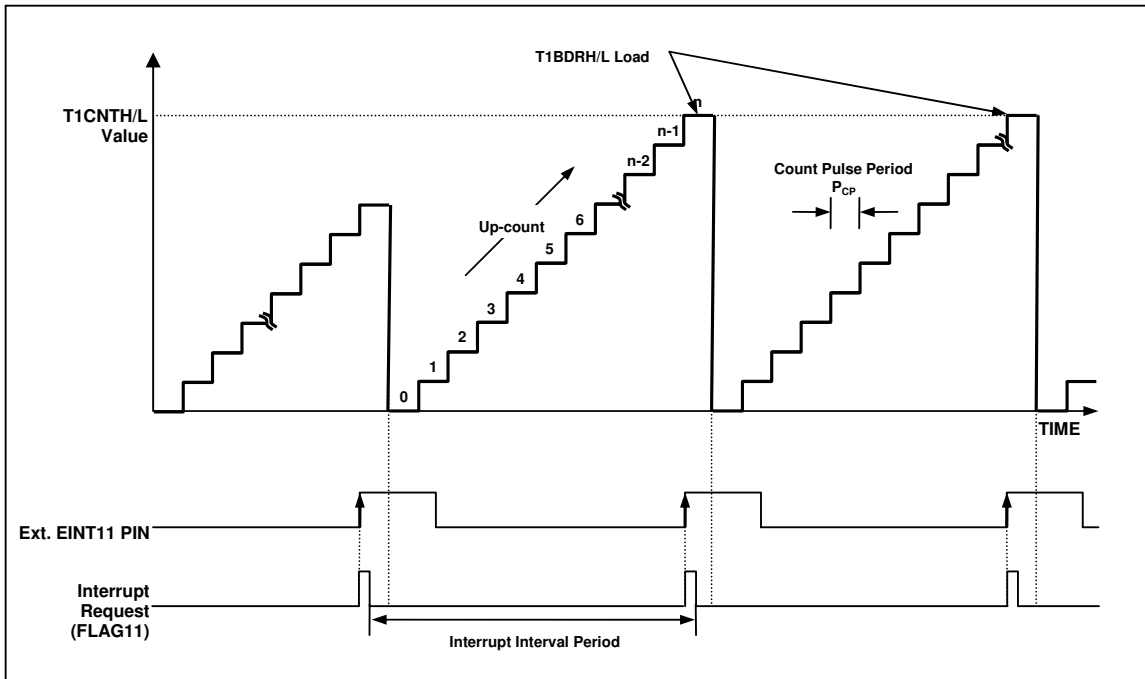 T1BDRH/L Load
T1CNTH/L
Value
n
n-1
n-2
Count Pulse Period
PCP
Up-count
6
5
4
3
2
1
0
TIME
Ext. EINT11 PIN
Interrupt
Request
(FLAG11)
Interrupt Interval Period